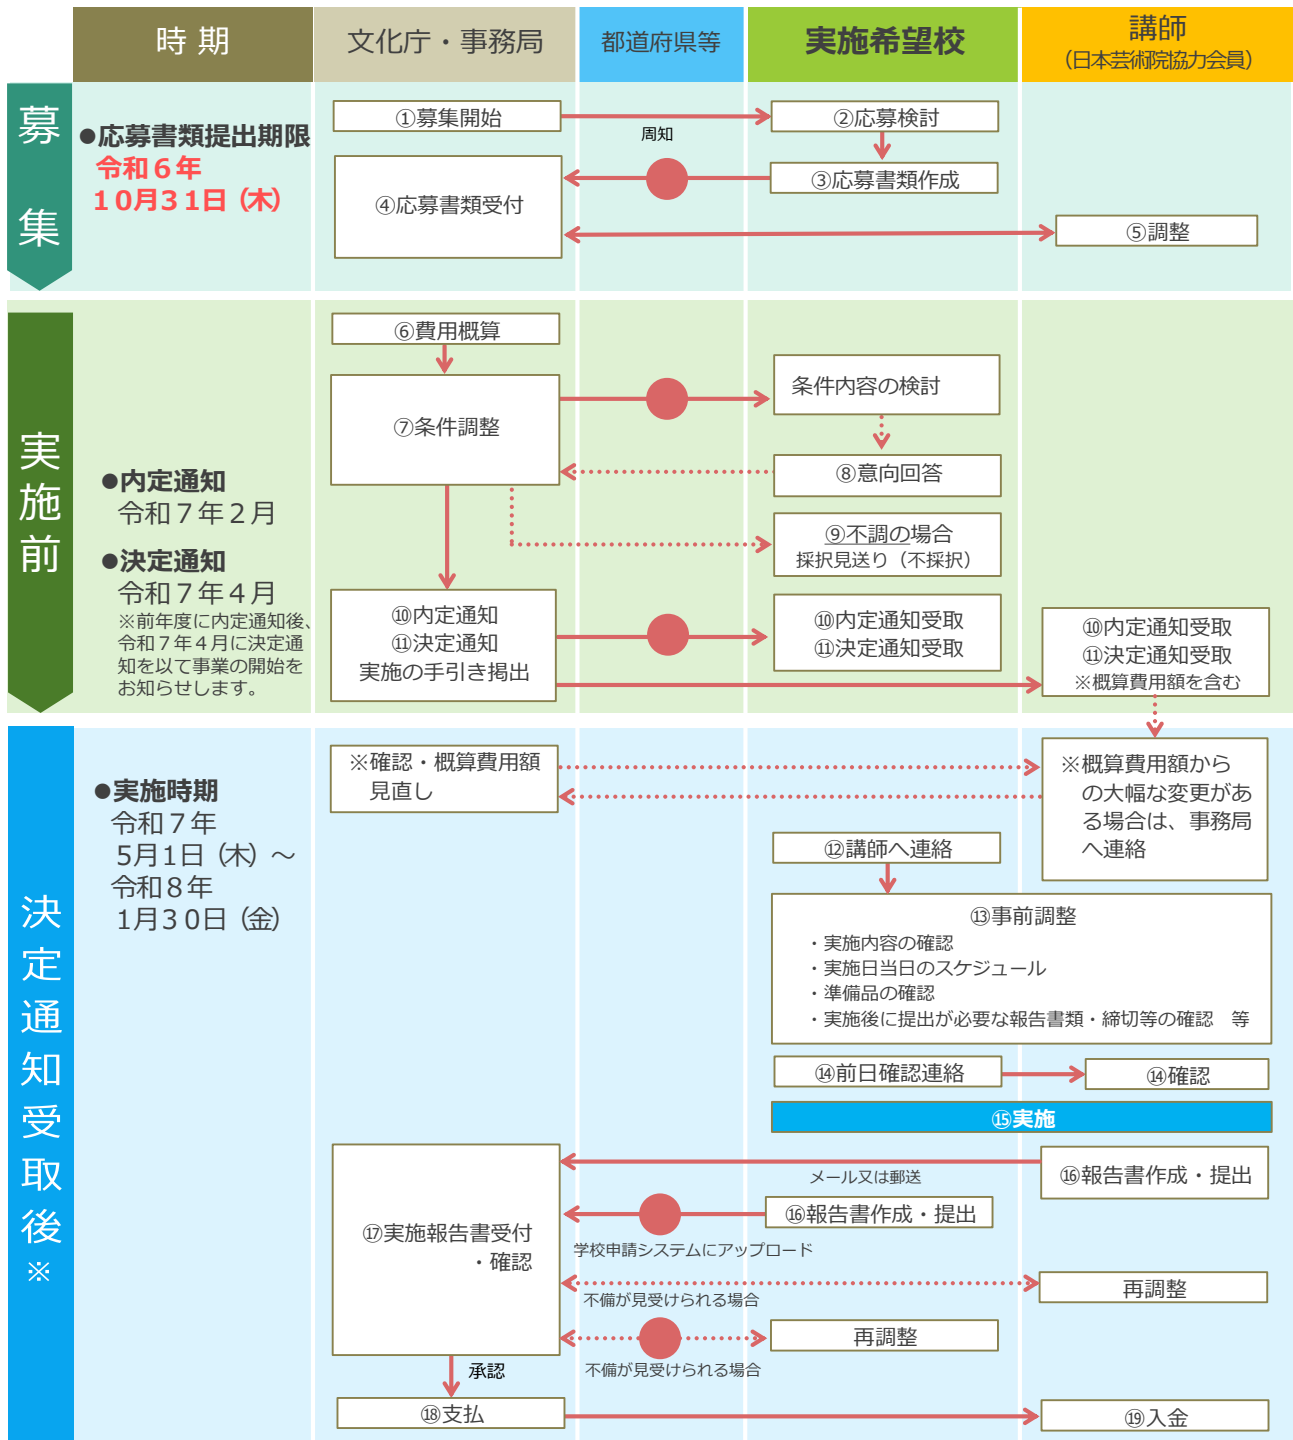 時 期
文化庁・事務局
都道府県等
実施希望校
講師
（日本芸術院協力会員）
募集
●応募書類提出期限
令和６年
１０月３１日（木）
①募集開始
周知
②応募検討
③応募書類作成
④応募書類受付
⑤調整
実施前
●内定通知
令和７年２月
●決定通知
令和７年４月
※前年度に内定通知後、
令和７年４月に決定通
知を以て事業の開始を
お知らせします。
⑥費用概算
⑦条件調整
条件内容の検討
⑧意向回答
⑨不調の場合
採択見送り（不採択）
⑩内定通知
⑪決定通知
実施の手引き掲出
⑩内定通知受取
⑪決定通知受取
⑩内定通知受取
⑪決定通知受取
※概算費用額を含む
決定通知受取後※
●実施時期
令和７年
５月１日（木）～
令和８年
１月３０日（金）
※確認・概算費用額
見直し
※概算費用額から
の大幅な変更があ
る場合は、事務局
へ連絡
⑫講師へ連絡
⑬事前調整
・実施内容の確認
・実施日当日のスケジュール
・準備品の確認
・実施後に提出が必要な報告書類・締切等の確認　等
⑭前日確認連絡
⑭確認
⑮実施
メール又は郵送
⑯報告書作成・提出
⑯報告書作成・提出
学校申請システムにアップロード
⑰実施報告書受付
・確認
不備が見受けられる場合
再調整
再調整
不備が見受けられる場合
承認
⑱支払
⑲入金